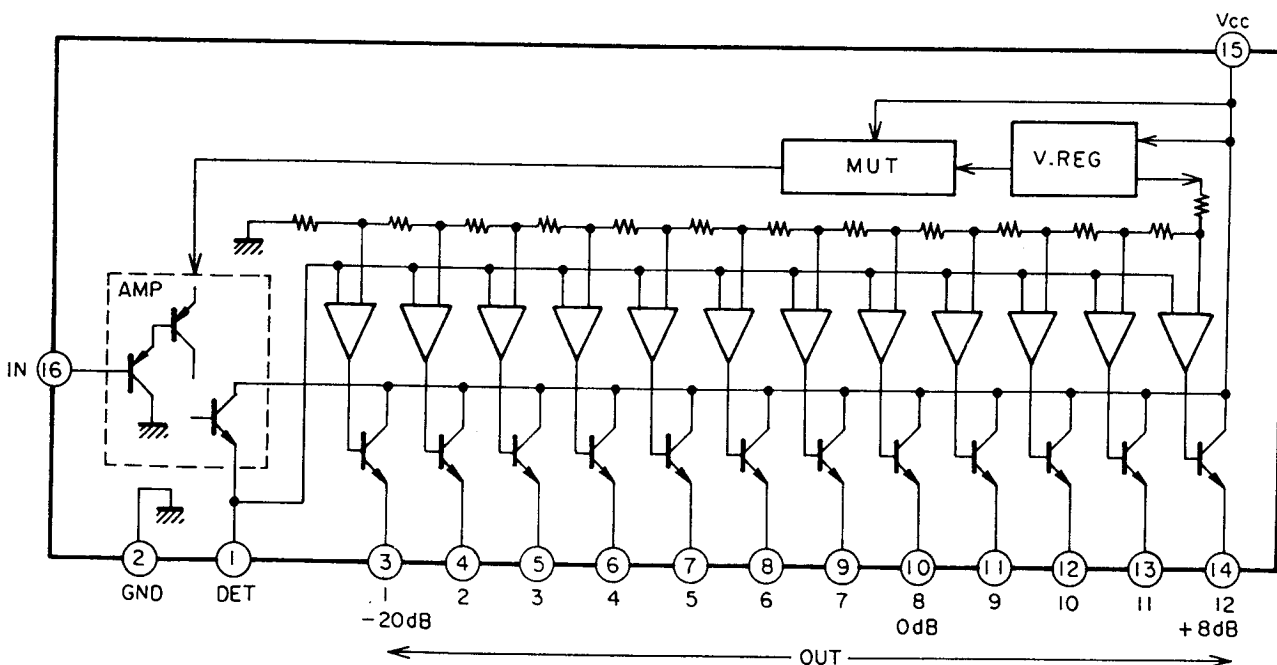 Vcc
15
MUT
V.REG
AMP
IN 16
2 1 3 4 5 6 7 8 9 10 11 12 13 14
GND DET 1 2 3 4 5 6 7 8 9 10 11 12
-20dB 0dB +8dB
OUT